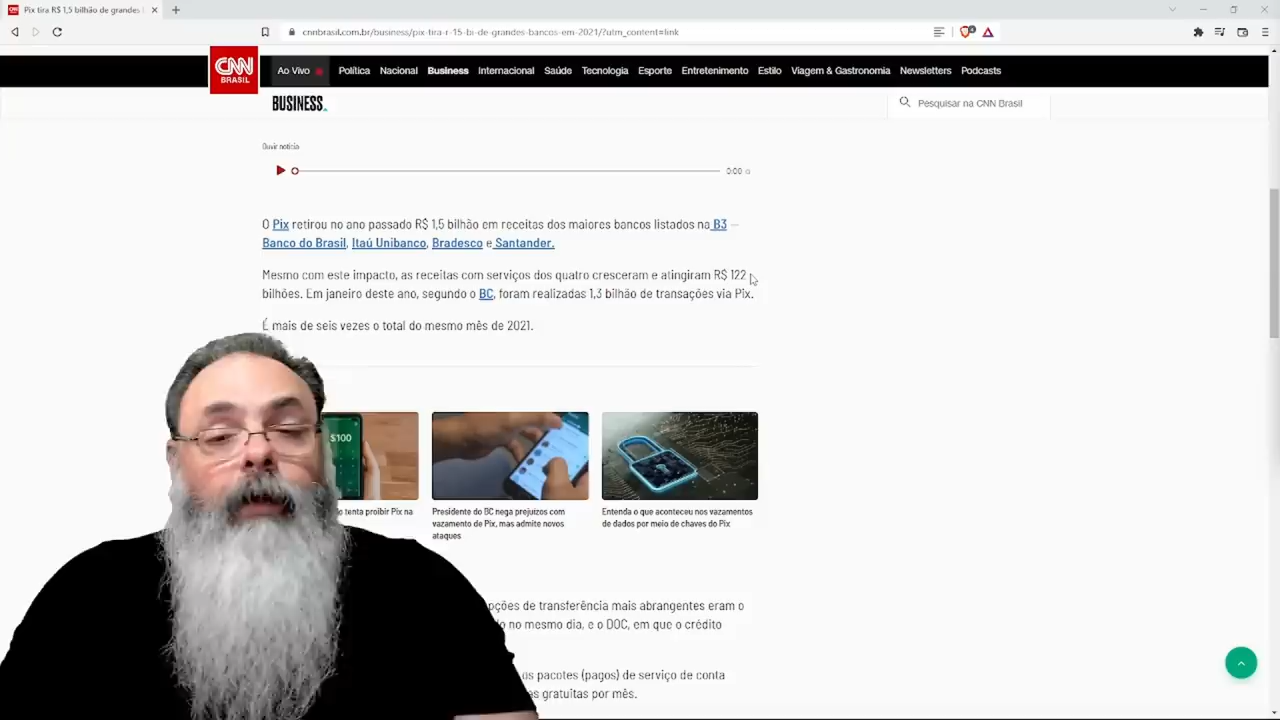 Pix tira R$ 1,5 bilhão de grandes
cnnbrasil.com.br/business/pix-tira-r-15-bi-de-grandes-bancos-em-2021/?utm_content=link
CNN
BRASIL
Ao Vivo Política Nacional Business Internacional Saúde Tecnologia Esporte Entretenimento Estilo Viagem & Gastronomia Newsletters Podcasts
BUSINESS
Pesquisar na CNN Brasil
Ouvir notícia
0:00
O Pix retirou no ano passado R$ 1,5 bilhão em receitas dos maiores bancos listados na B3 –
Banco do Brasil, Itaú Unibanco, Bradesco e Santander.
Mesmo com este impacto, as receitas com serviços dos quatro cresceram e atingiram R$ 122
bilhões. Em janeiro deste ano, segundo o BC, foram realizadas 1,3 bilhão de transações via Pix.
É mais de seis vezes o total do mesmo mês de 2021.
$100
tenta proibir Pix na
Presidente do BC nega prejuízos com
vazamento de Pix, mas admite novos
ataques
Entenda o que aconteceu nos vazamentos
de dados por meio de chaves do Pix
pções de transferência mais abrangentes eram o
no mesmo dia, e o DOC, em que o crédito
os pacotes (pagos) de serviço de conta
es gratuitas por mês.